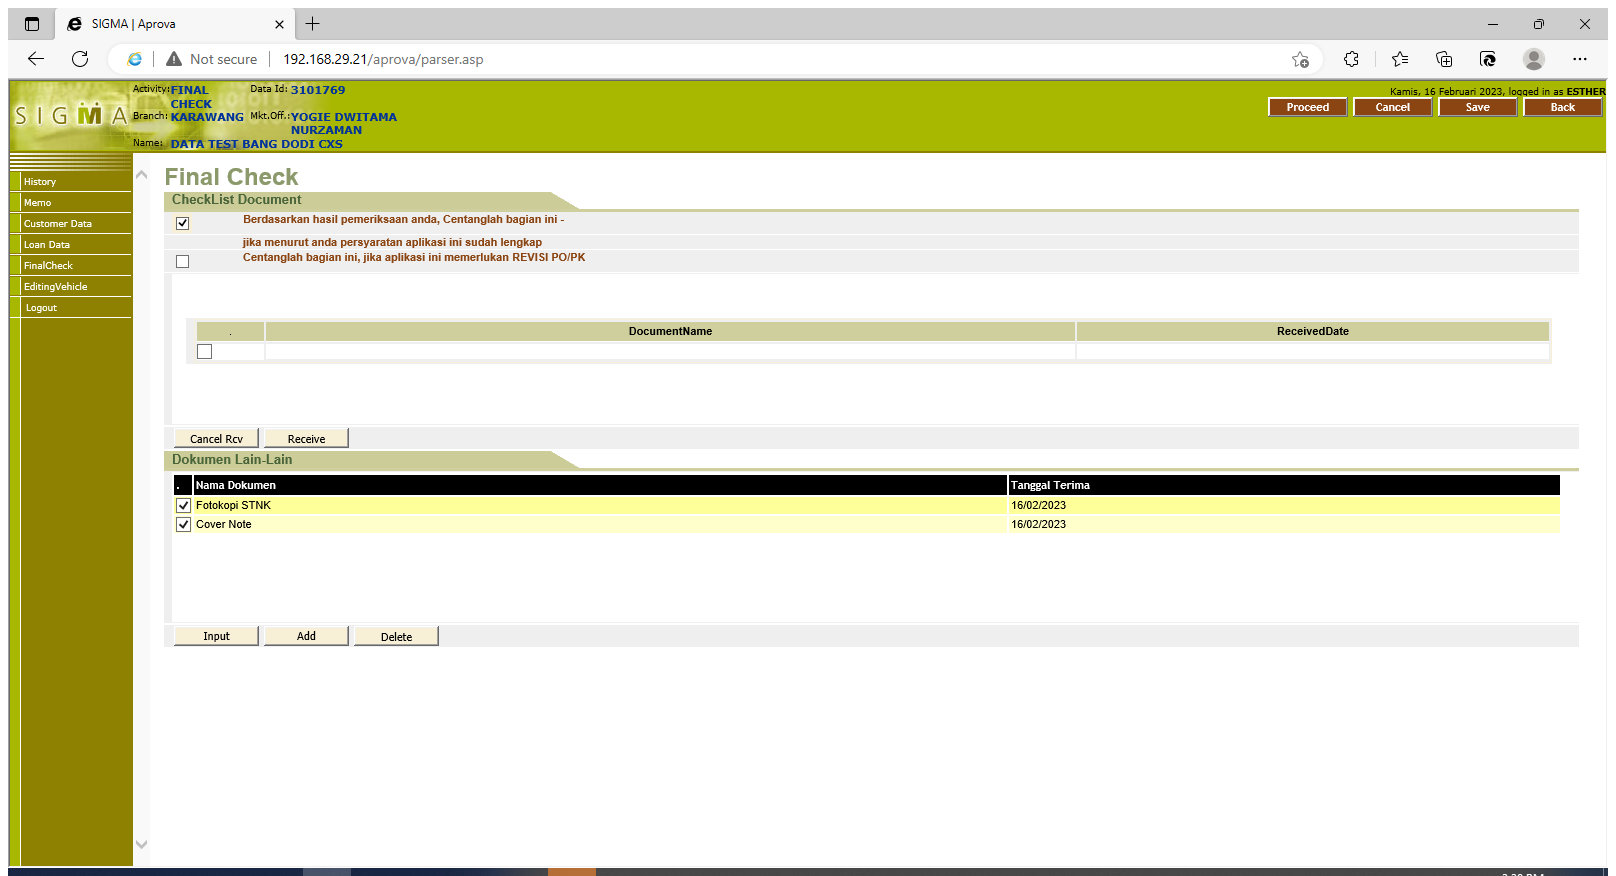 SIGMA | Aprova
Not secure
192.168.29.21/aprova/parser.asp
SIGMA
Activity: FINAL CHECK Data Id: 3101769
Branch: KARAWANG Mkt.Off.: YOGIE DWITAMA NURZAMAN
Name: DATA TEST BANG DODI CXS
Kamis, 16 Februari 2023, logged in as ESTHER
Proceed Cancel Save Back
History
Memo
Customer Data
Loan Data
FinalCheck
EditingVehicle
Logout
Final Check
CheckList Document
Berdasarkan hasil pemeriksaan anda, Centanglah bagian ini -
jika menurut anda persyaratan aplikasi ini sudah lengkap
Centanglah bagian ini, jika aplikasi ini memerlukan REVISI PO/PK
. DocumentName ReceivedDate
Cancel Rcv Receive
Dokumen Lain-Lain
. Nama Dokumen Tanggal Terima
Fotokopi STNK 16/02/2023
Cover Note 16/02/2023
Input Add Delete